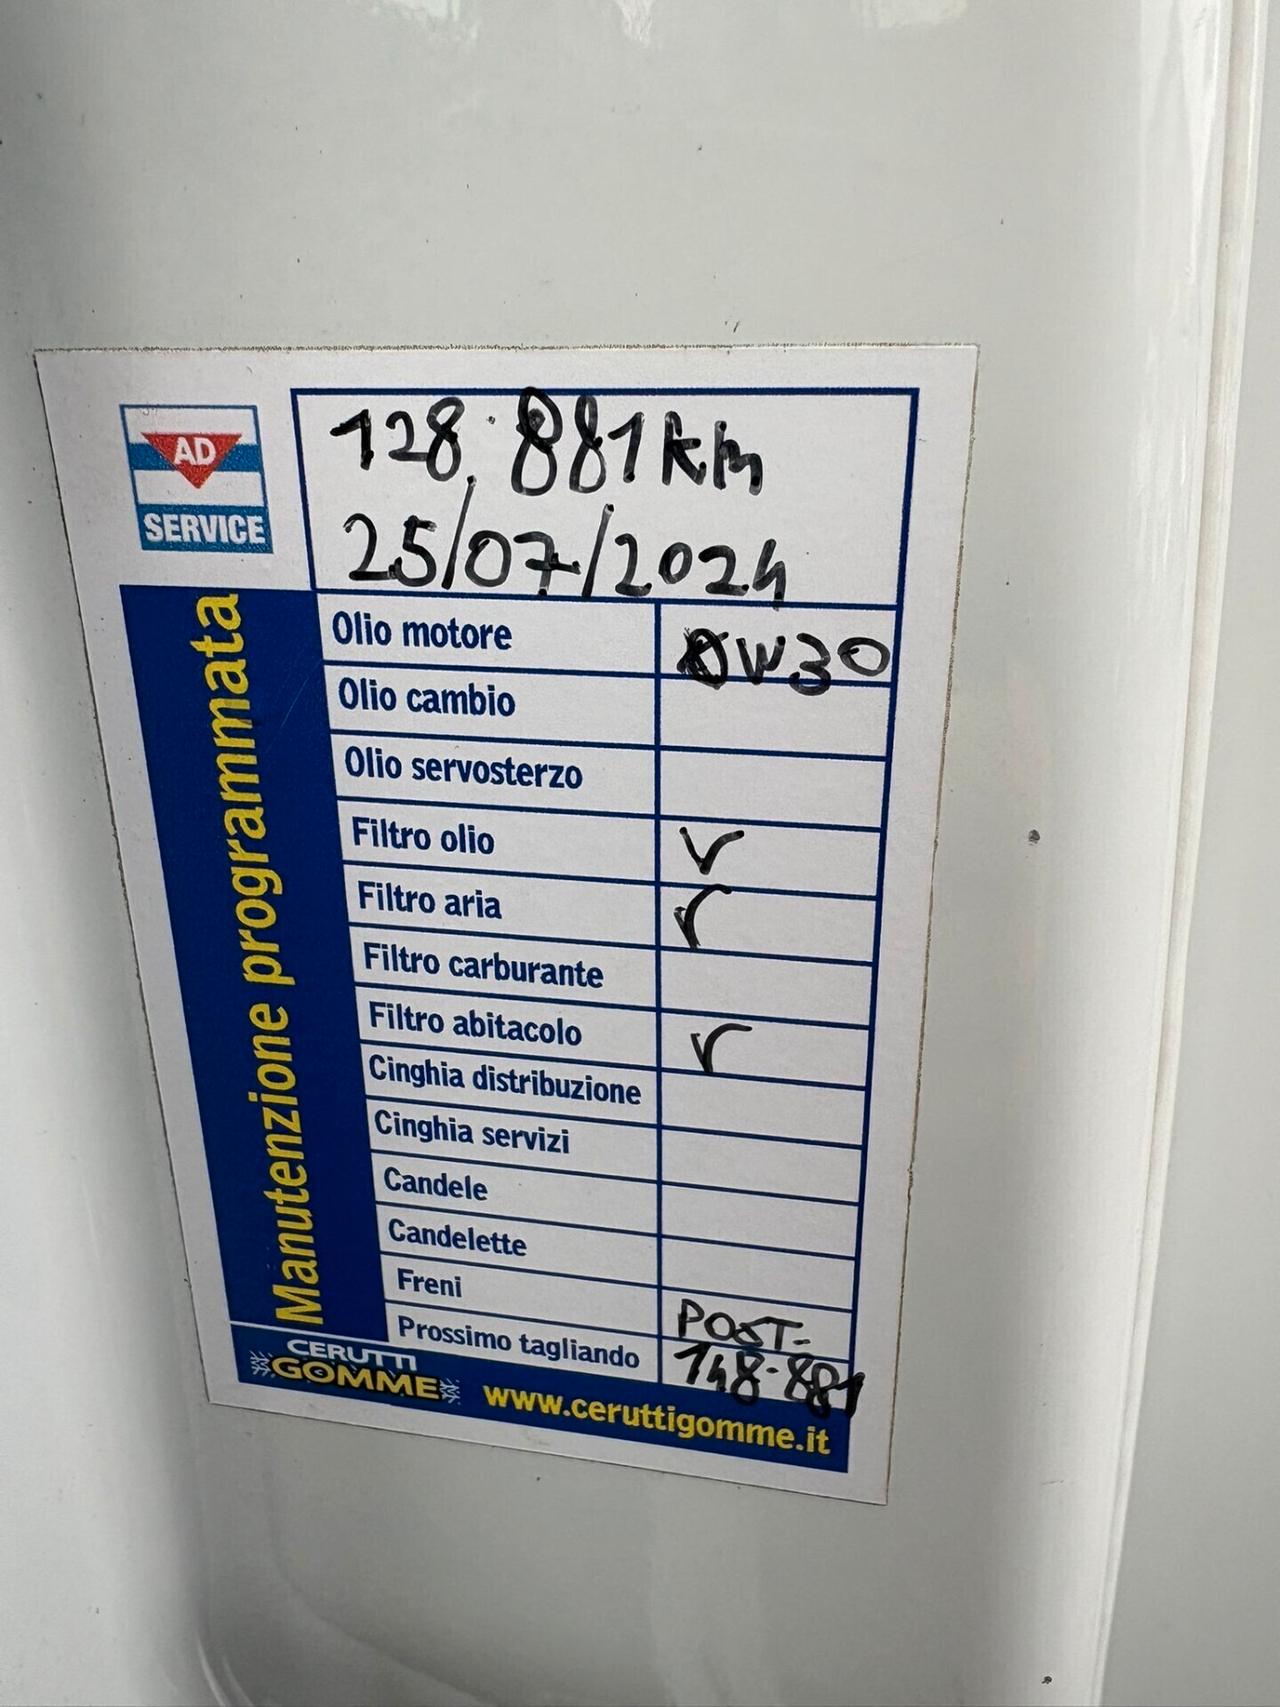 AD
SERVICE
128.881 km
25/07/2024
Manutenzione programmata
Olio motore 0W30
Olio cambio
Olio servosterzo
Filtro olio V
Filtro aria V
Filtro carburante
Filtro abitacolo V
Cinghia distribuzione
Cinghia servizi
Candele
Candelette
Freni POST-
Prossimo tagliando 148.881
CERUTTI
GOMME
www.ceruttigomme.it